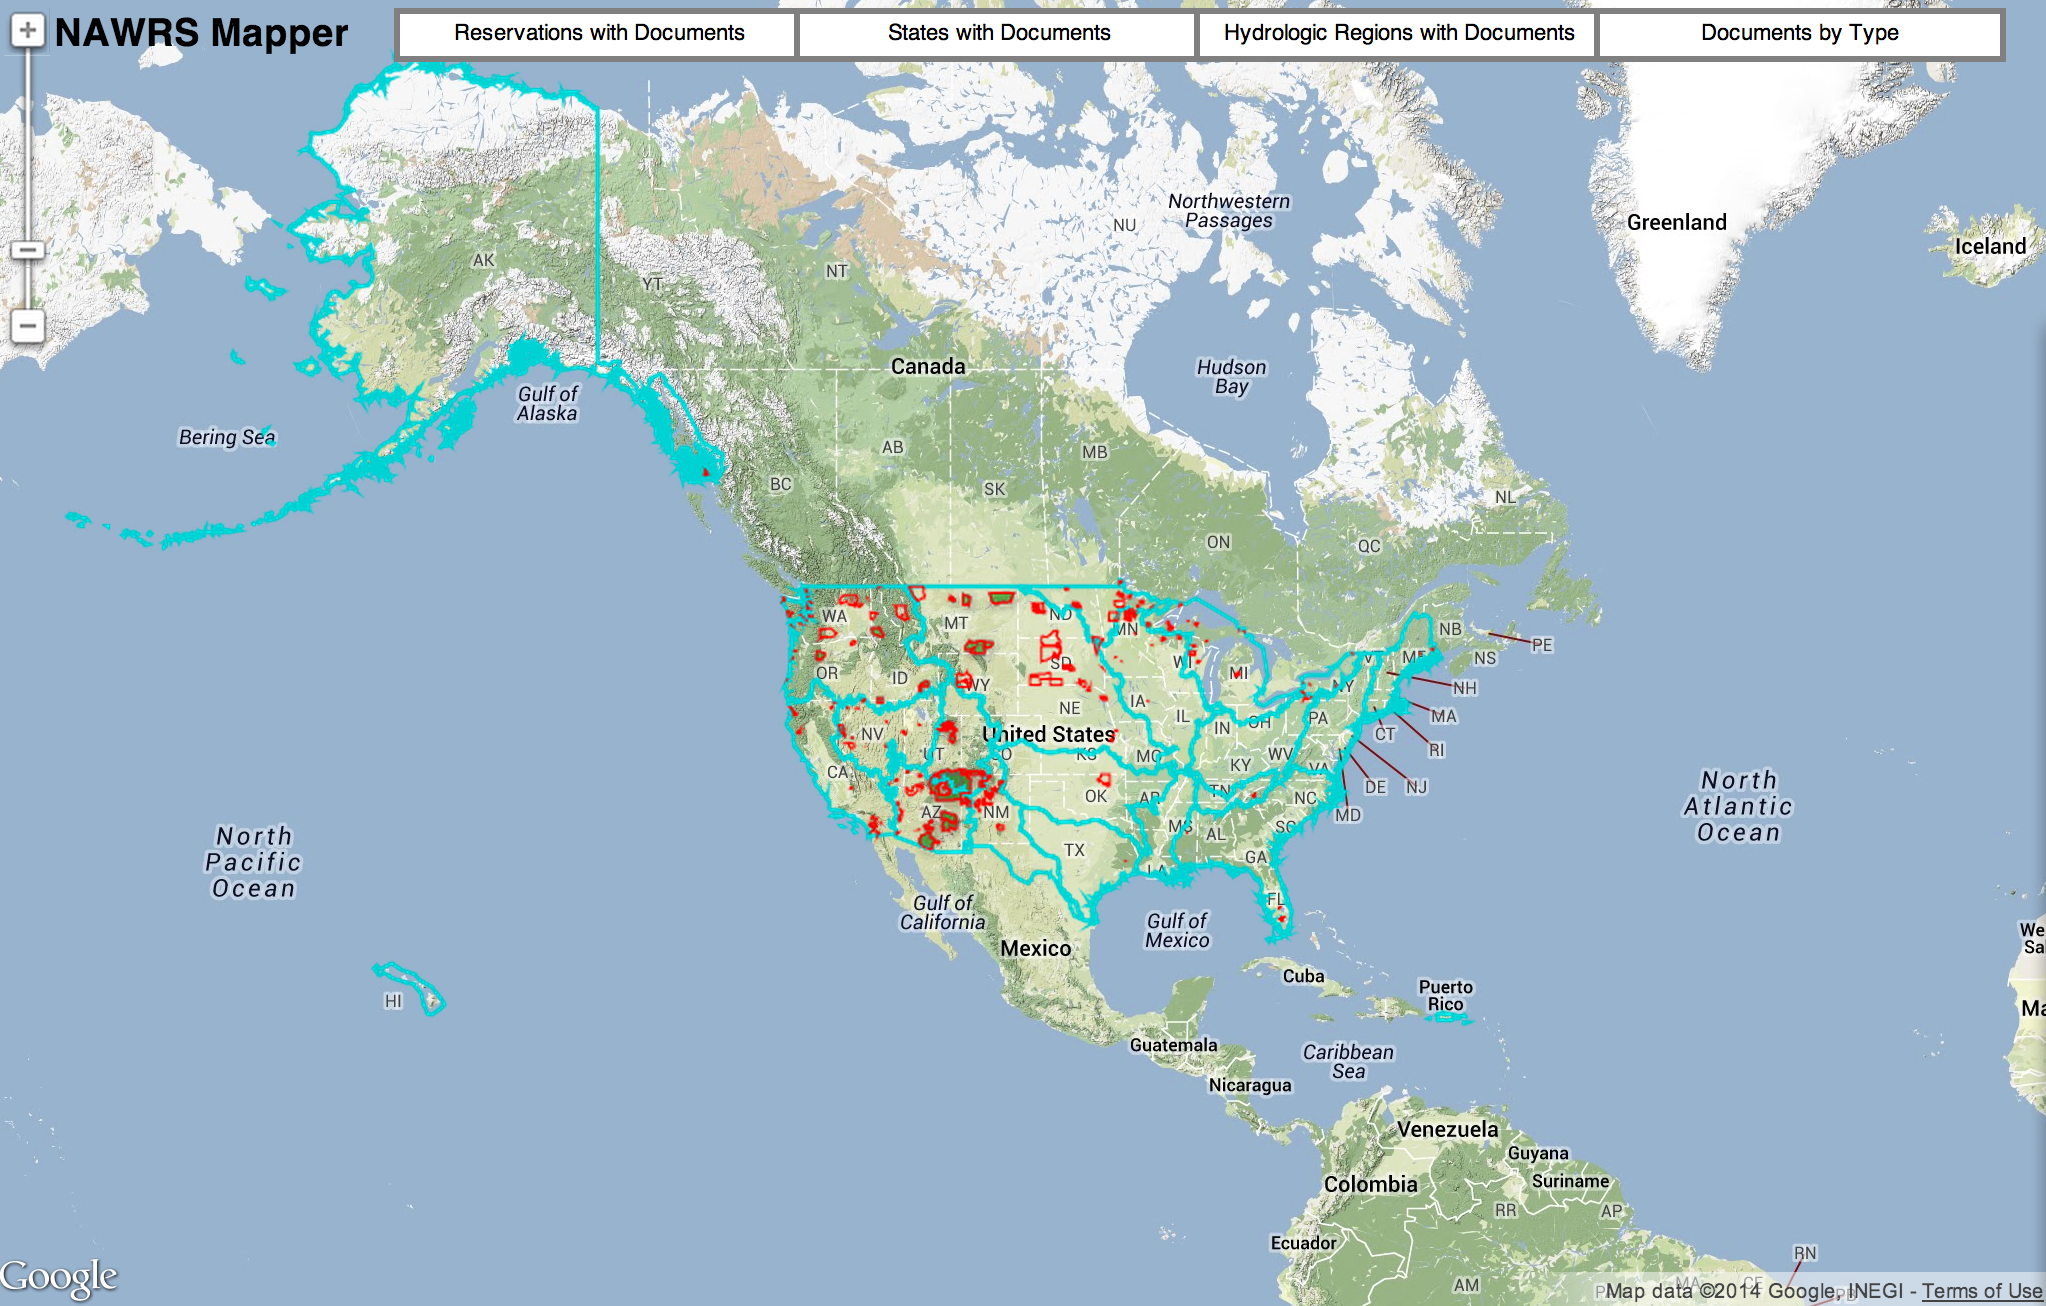 +
NAWRS Mapper
Reservations with Documents
States with Documents
Hydrologic Regions with Documents
Documents by Type
Northwestern
Passages
Greenland
Iceland
NU
AK
YT
NT
Canada
Hudson
Bay
Gulf of
Alaska
Bering Sea
AB
MB
BC
SK
NL
ON
QC
WA
MT
ND
MN
NB
PE
NS
VT
ME
OR
ID
WY
SD
WI
MI
NY
NH
NE
IA
IL
IN
OH
PA
MA
CT
RI
NV
UT
CO
United States
KS
MO
KY
WV
VA
DE
NJ
MD
CA
AZ
NM
OK
AR
TN
NC
SC
MS
AL
GA
TX
LA
FL
North
Pacific
Ocean
North
Atlantic
Ocean
Gulf of
California
Gulf of
Mexico
Mexico
Cuba
Puerto
Rico
HI
We
Sa
Ma
Guatemala
Caribbean
Sea
Nicaragua
Venezuela
Guyana
Suriname
Colombia
RR
AP
Ecuador
AM
MA
CE
RN
PB
Google
Map data ©2014 Google, INEGI - Terms of Use